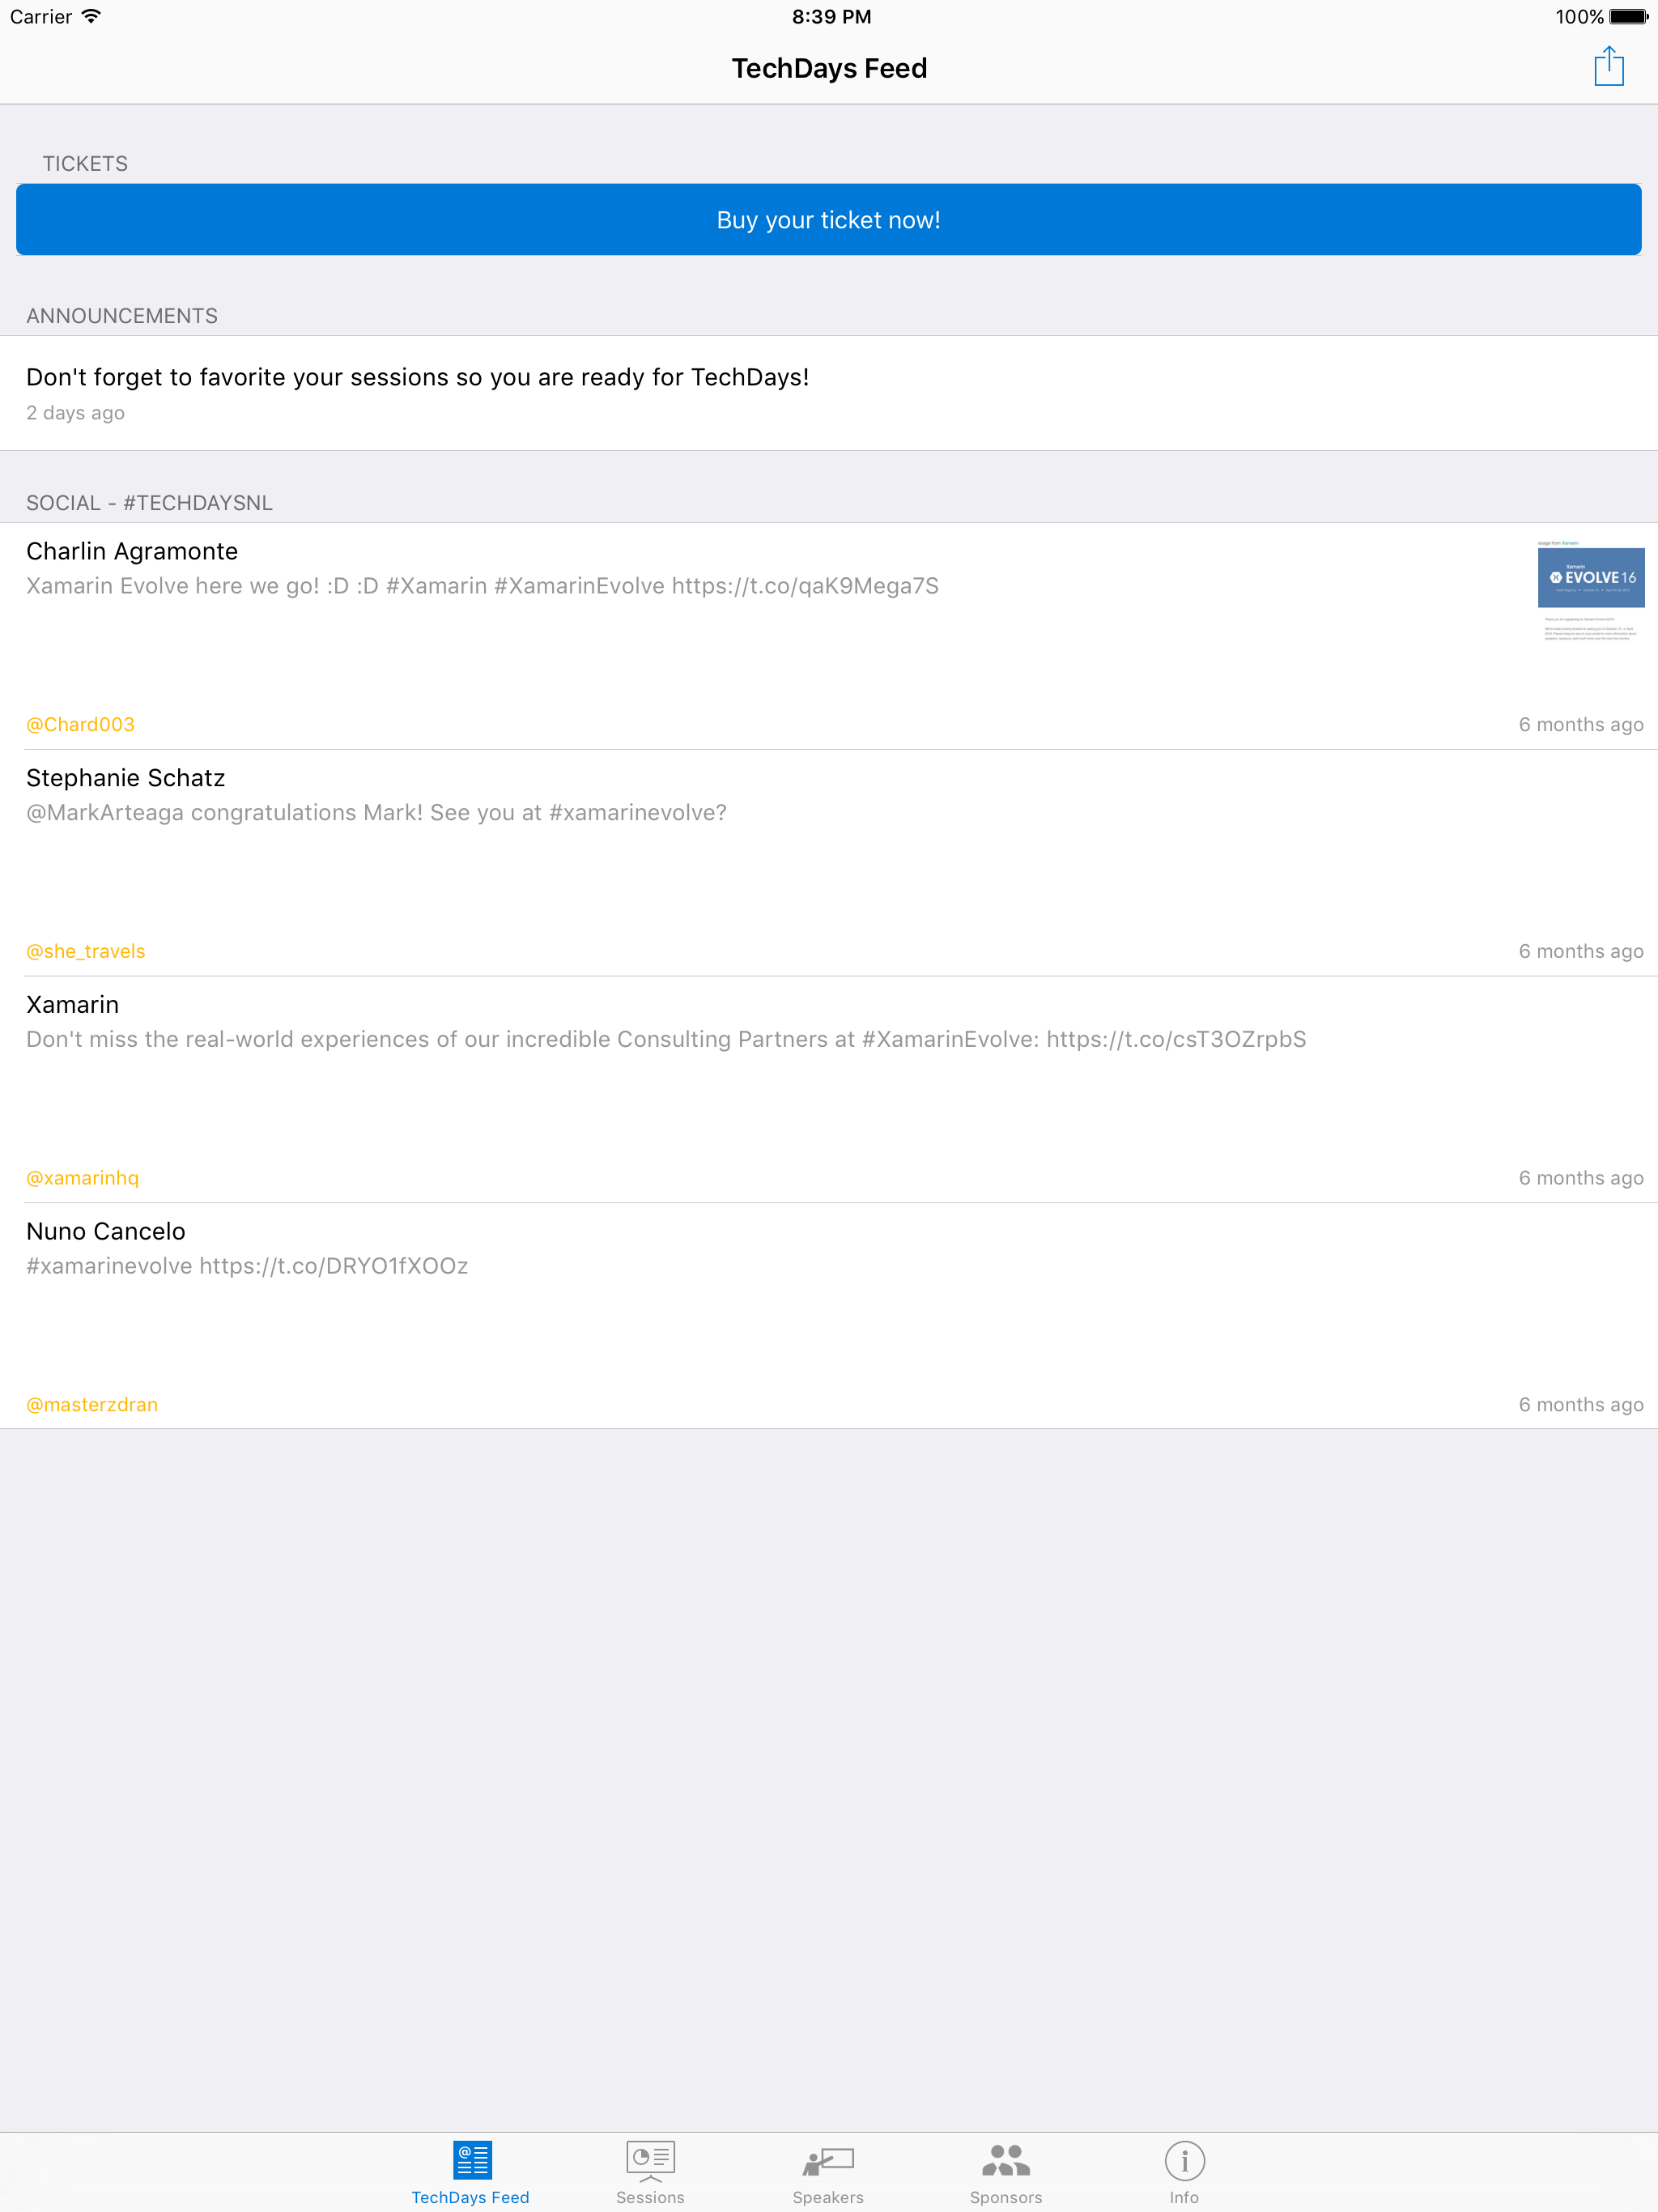 Carrier 8:39 PM 100%
TechDays Feed
TICKETS
Buy your ticket now!
ANNOUNCEMENTS
Don't forget to favorite your sessions so you are ready for TechDays!
2 days ago
SOCIAL - #TECHDAYSNL
Charlin Agramonte
Xamarin Evolve here we go! :D :D #Xamarin #XamarinEvolve https://t.co/qaK9Mega7S
Xamarin
EVOLVE 16
@Chard003 6 months ago
Stephanie Schatz
@MarkArteaga congratulations Mark! See you at #xamarinevolve?
@she_travels 6 months ago
Xamarin
Don't miss the real-world experiences of our incredible Consulting Partners at #XamarinEvolve: https://t.co/csT3OZrpbS
@xamarinhq 6 months ago
Nuno Cancelo
#xamarinevolve https://t.co/DRYO1fXOOz
@masterzdran 6 months ago
TechDays Feed Sessions Speakers Sponsors Info